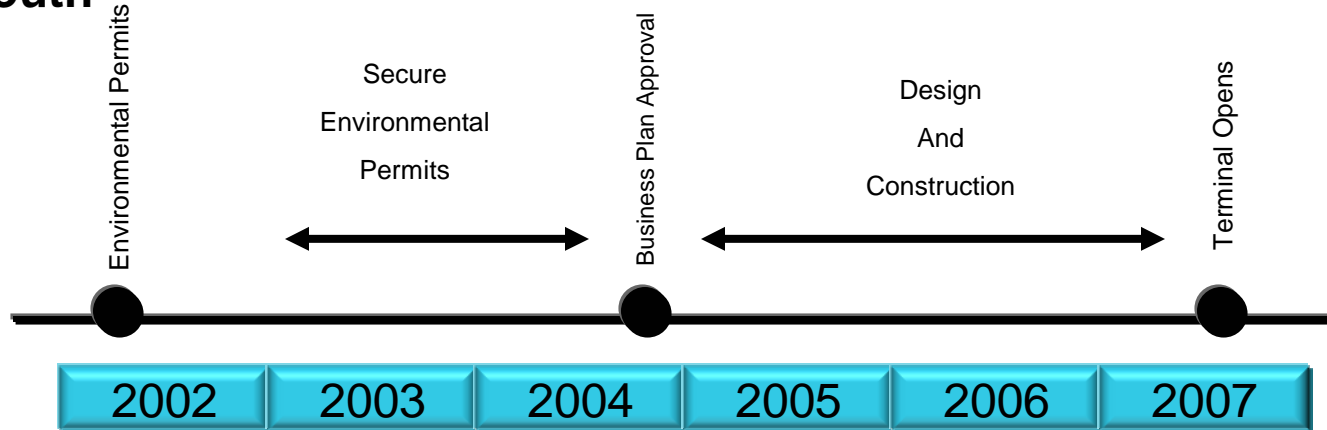 Environmental Permits
Secure
Environmental
Permits
Business Plan Approval
Design
And
Construction
Terminal Opens
2002
2003
2004
2005
2006
2007